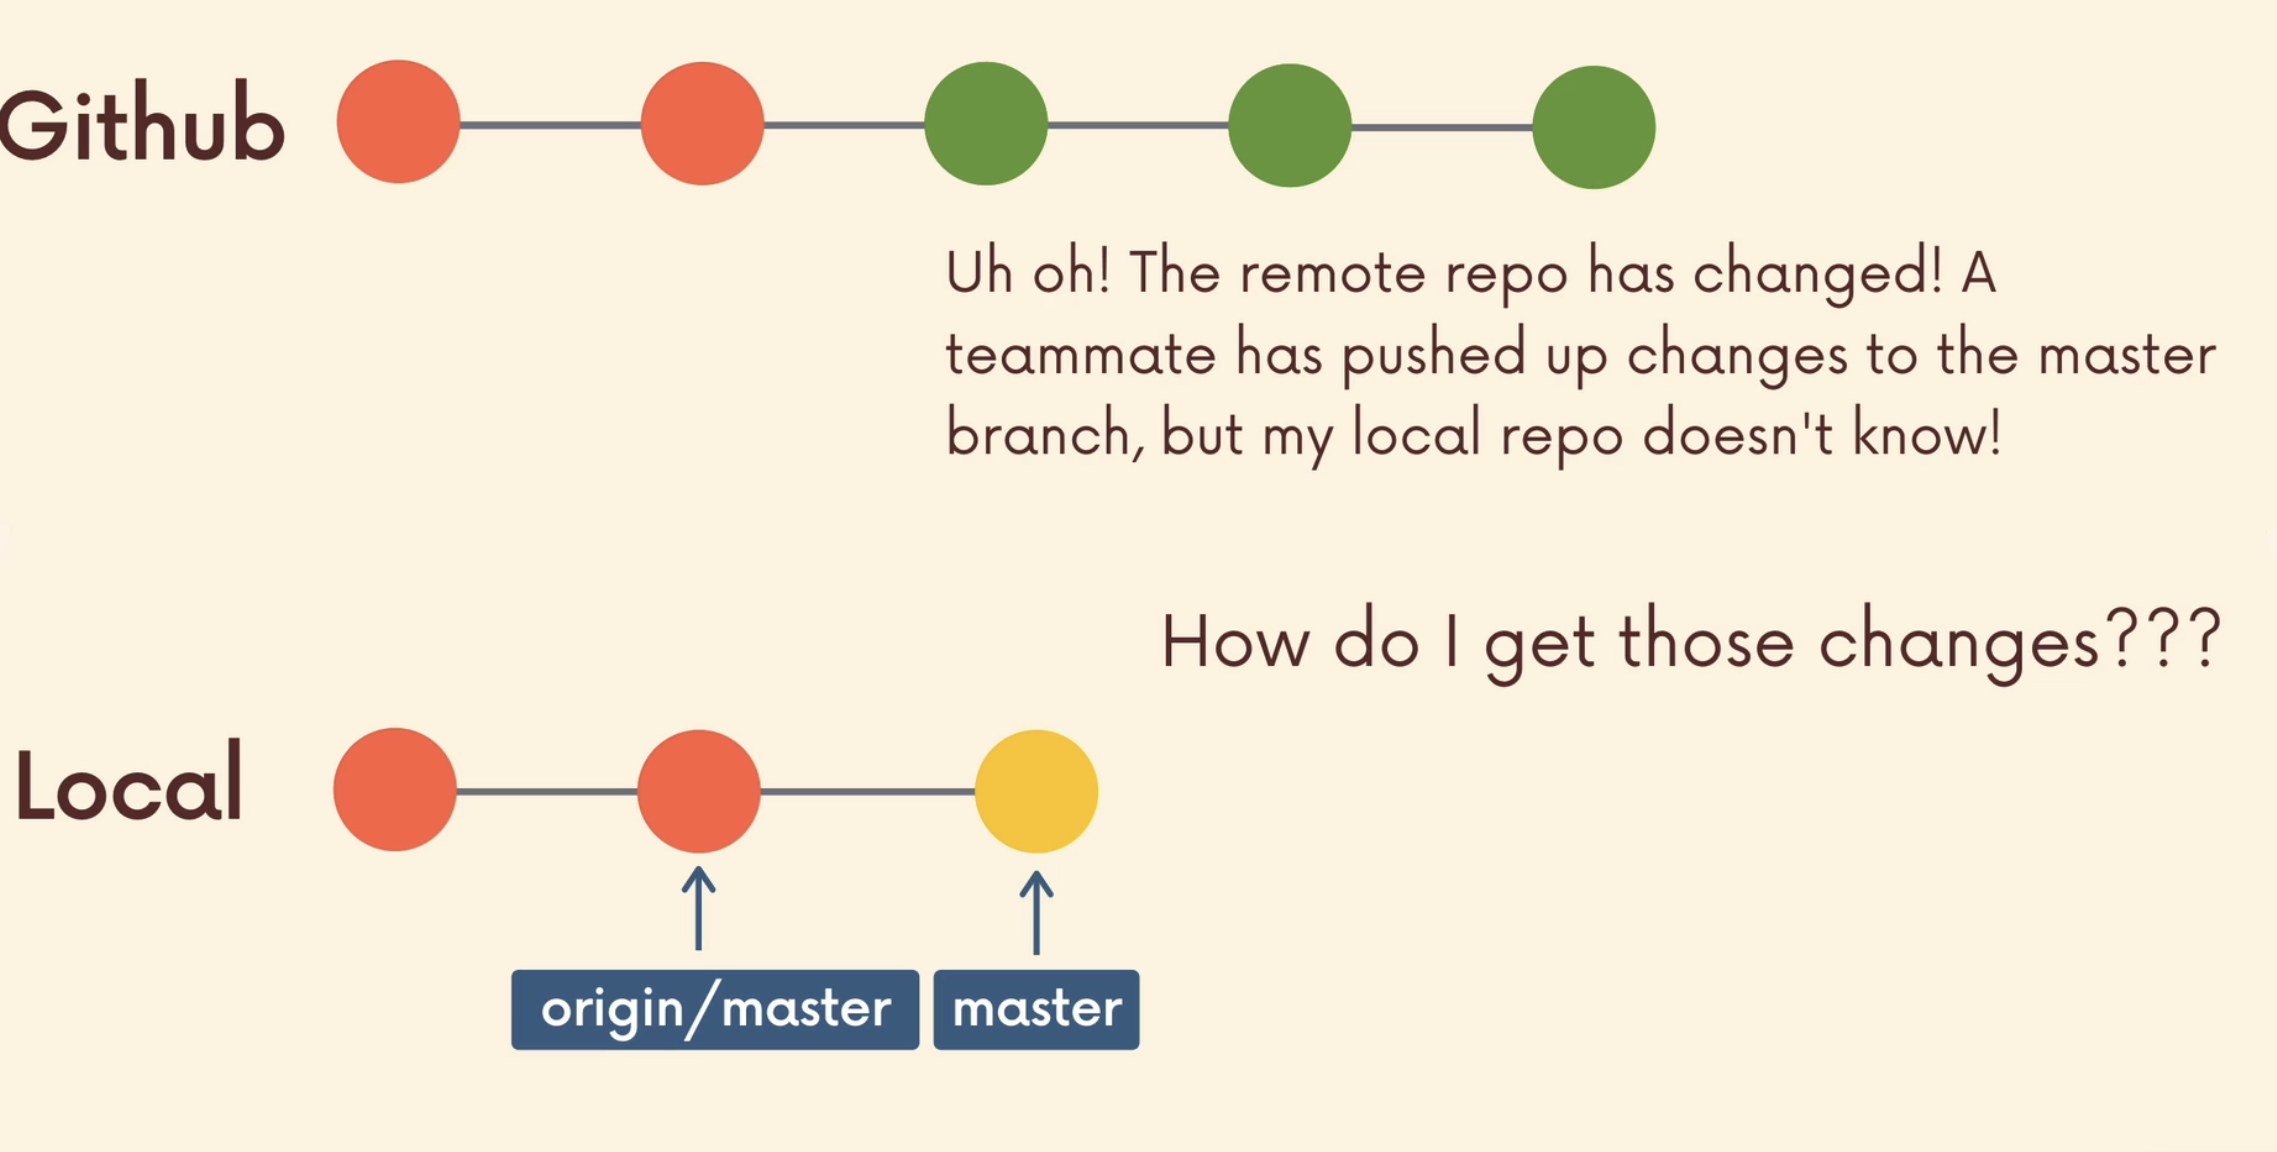 Github
Uh oh! The remote repo has changed! A
teammate has pushed up changes to the master
branch, but my local repo doesn't know!
How do I get those changes???
Local
origin/master
master